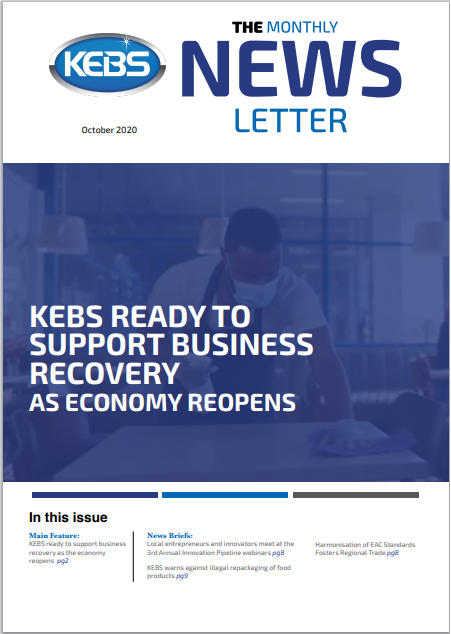 KEBS
THE MONTHLY
NEWS
LETTER
October 2020
KEBS READY TO
SUPPORT BUSINESS
RECOVERY
AS ECONOMY REOPENS
In this issue
Main Feature:
KEBS ready to support business
recovery as the economy
reopens pg2
News Briefs:
Local entrepreneurs and innovators meet at the
3rd Annual Innovation Pipeline webinars pg8
KEBS warns against illegal repackaging of food
products pg9
Harmonisation of EAC Standards
Fosters Regional Trade pg8